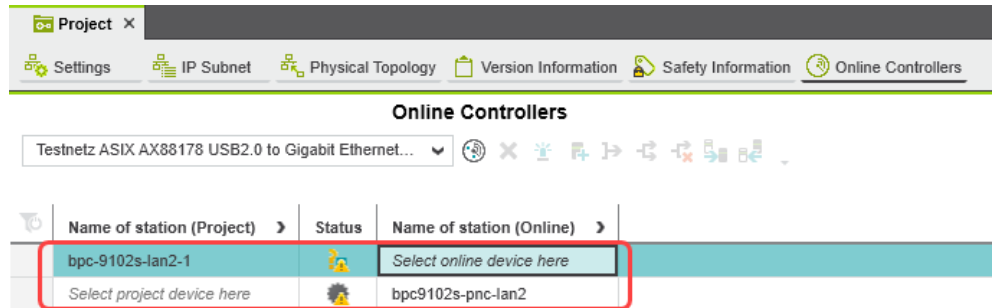 Project
Settings IP Subnet Physical Topology Version Information Safety Information Online Controllers
Online Controllers
Testnetz ASIX AX88178 USB2.0 to Gigabit Ethernet...
Name of station (Project) Status Name of station (Online)
bpc-9102s-lan2-1 Select online device here
Select project device here bpc9102s-pnc-lan2